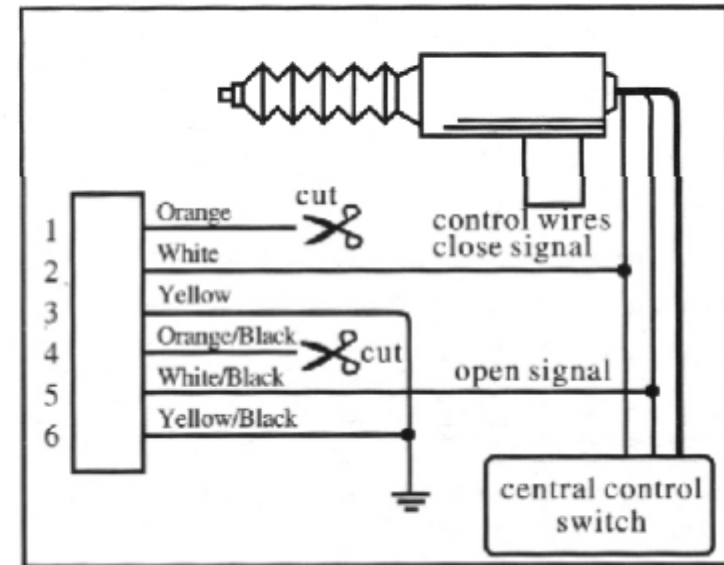 cut
1 Orange
control wires
close signal
2 White
3 Yellow
4 Orange/Black
cut
5 White/Black
open signal
6 Yellow/Black
central control
switch